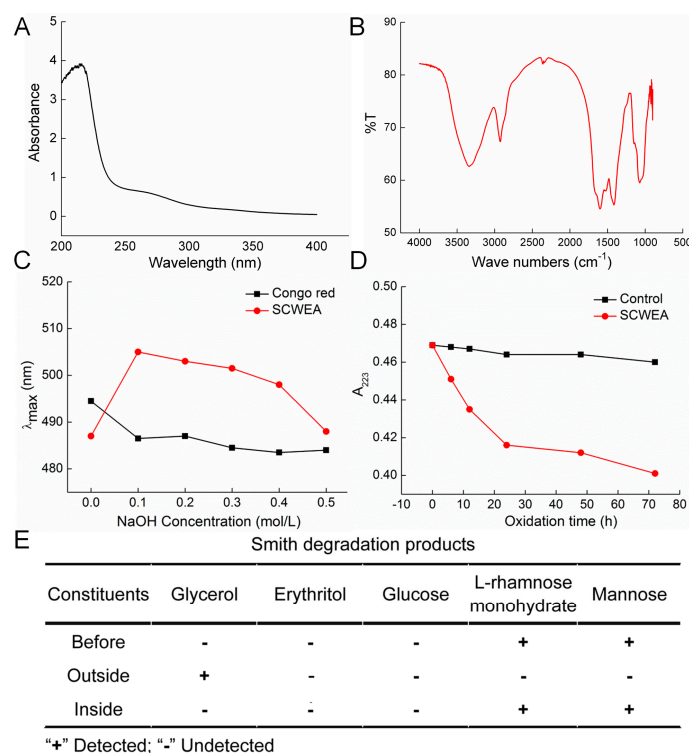 A
Absorbance
5
4
3
2
1
0
200 250 300 350 400
Wavelength (nm)
B
%T
80
70
60
50
4000 3500 3000 2500 2000 1500 1000 500
Wave numbers (cm⁻¹)
C
λmax (nm)
520
510
500
490
480
Congo red
SCWEA
0.0 0.1 0.2 0.3 0.4 0.5
NaOH Concentration (mol/L)
D
A223
0.50
0.48
0.46
0.44
0.42
0.40
Control
SCWEA
-10 0 10 20 30 40 50 60 70 80
Oxidation time (h)
E
Smith degradation products
Constituents Glycerol Erythritol Glucose L-rhamnose monohydrate Mannose
Before - - - + +
Outside + - - - -
Inside - - - + +
“+” Detected; “-” Undetected